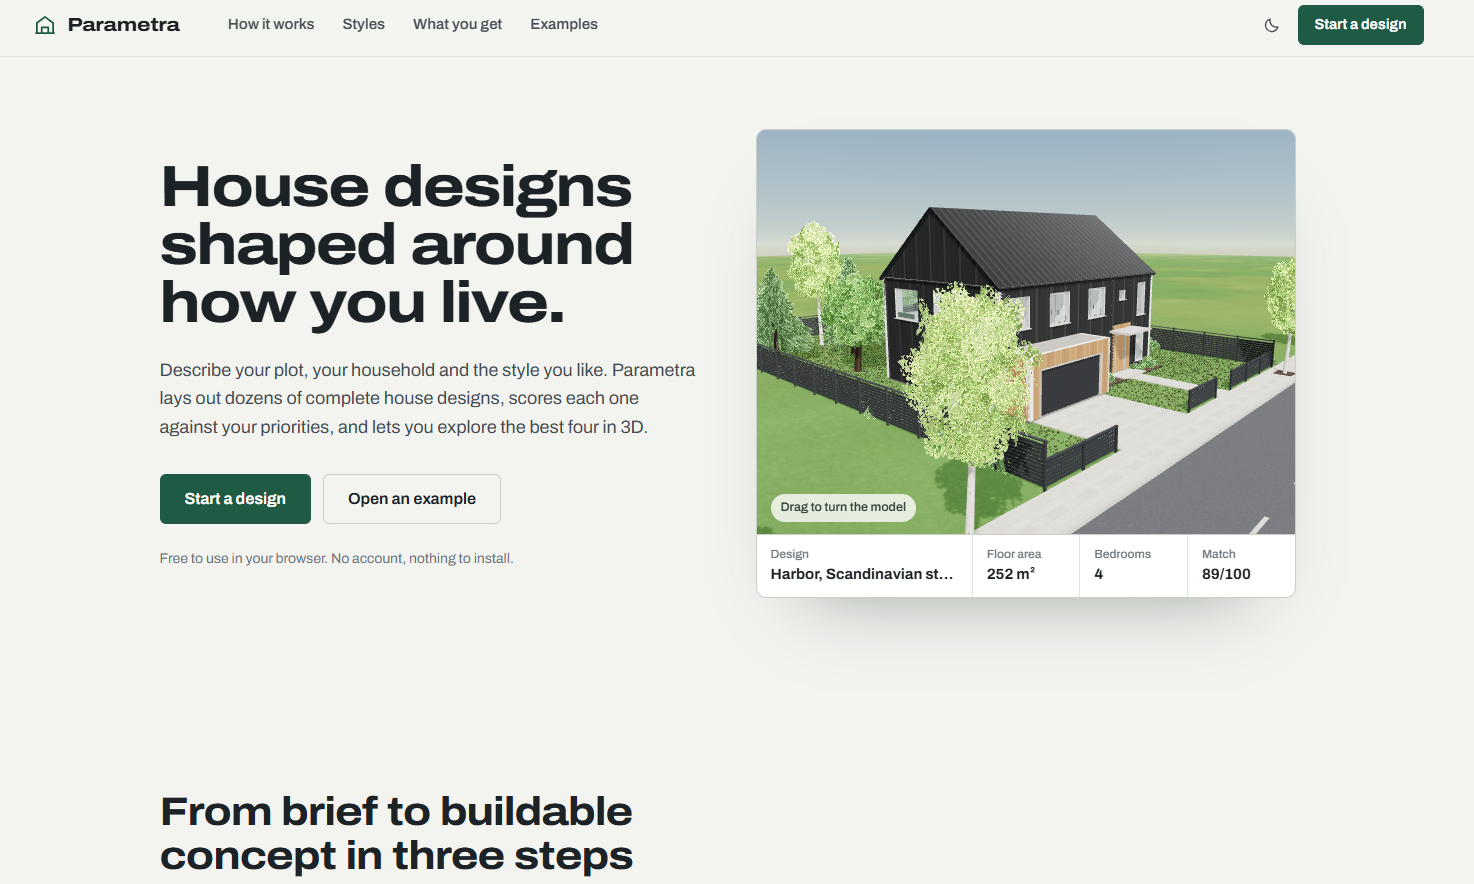 Parametra
How it works
Styles
What you get
Examples
Start a design
House designs
shaped around
how you live.
Describe your plot, your household and the style you like. Parametra
lays out dozens of complete house designs, scores each one
against your priorities, and lets you explore the best four in 3D.
Start a design
Open an example
Free to use in your browser. No account, nothing to install.
Drag to turn the model
Design
Harbor, Scandinavian st...
Floor area
252 m²
Bedrooms
4
Match
89/100
From brief to buildable
concept in three steps